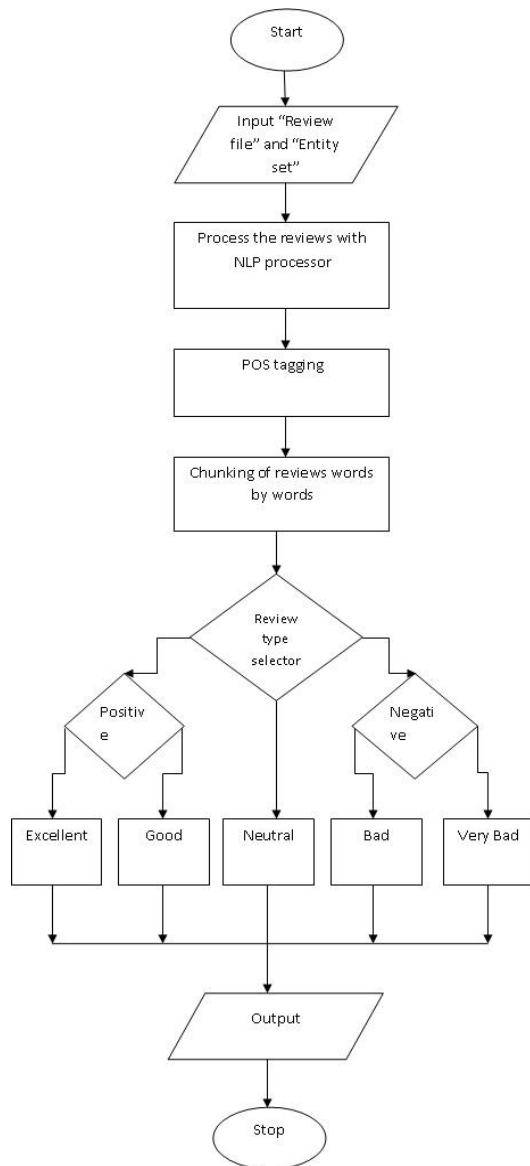 Start
Input “Review
file” and “Entity
set”
Process the reviews with
NLP processor
POS tagging
Chunking of reviews words
by words
Review
type
selector
Positiv
e
Negati
ve
Excellent
Good
Neutral
Bad
Very Bad
Output
Stop